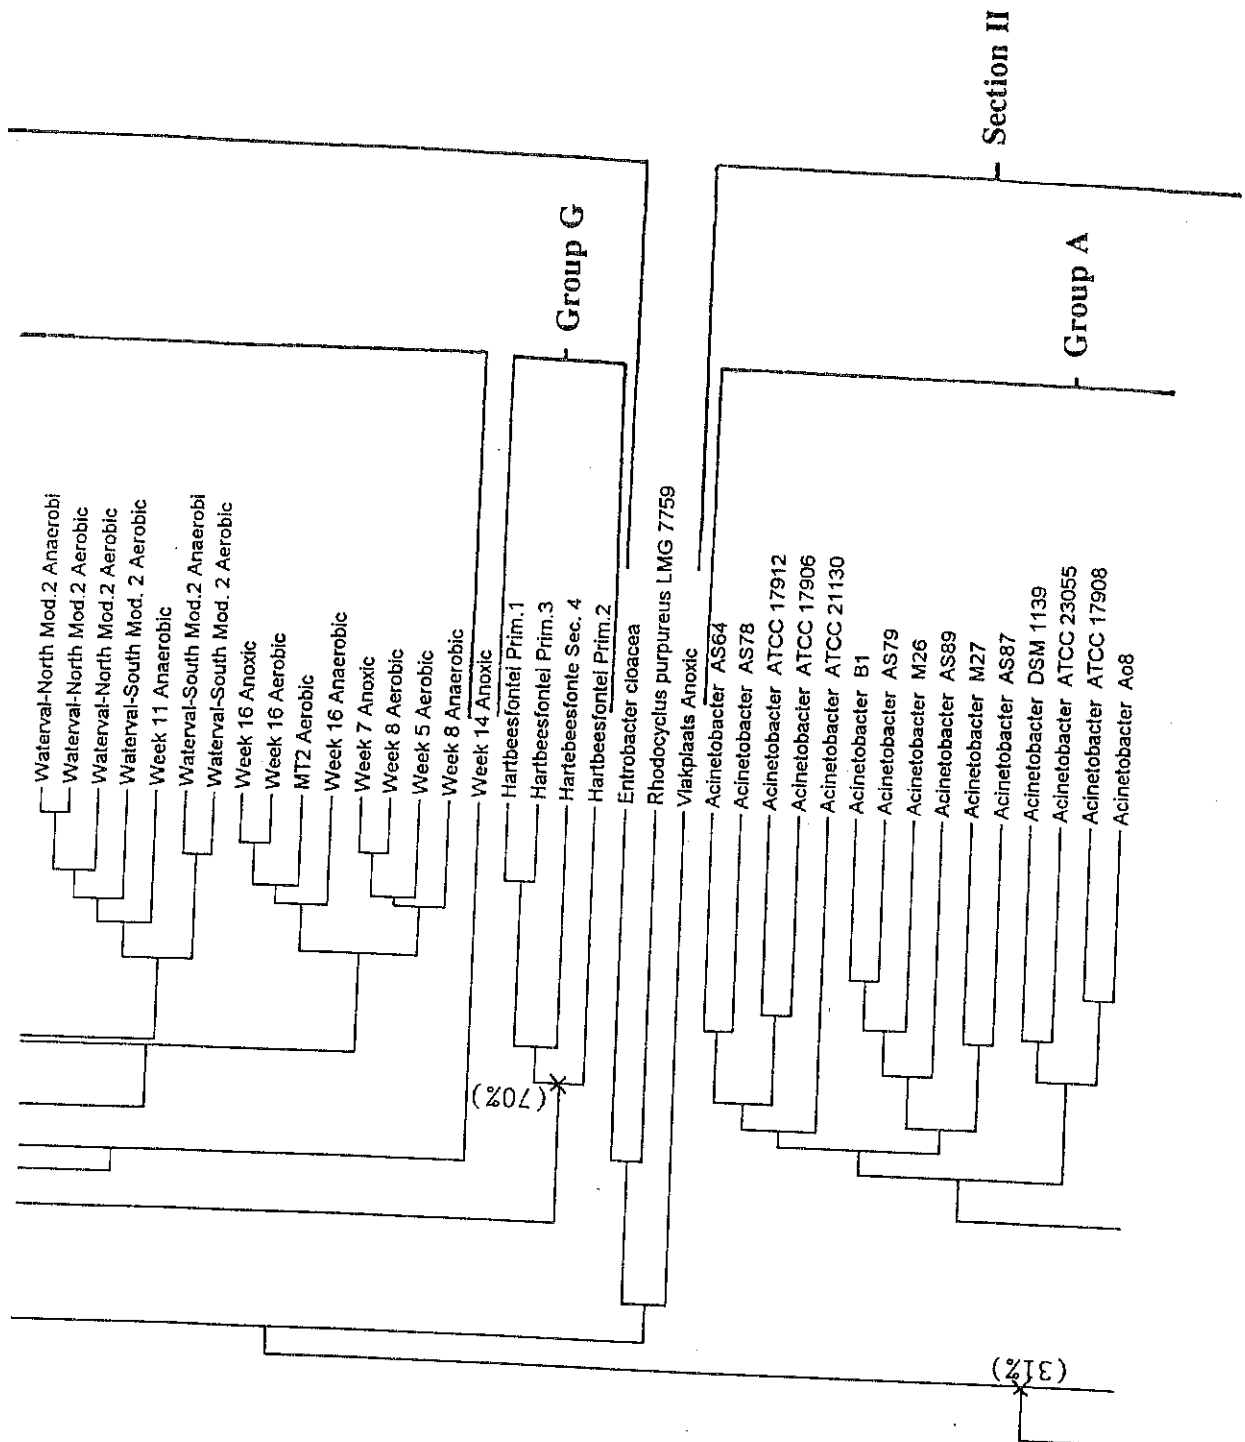 Waterval-North Mod.2 Anaerobi
Waterval-North Mod.2 Aerobic
Waterval-North Mod.2 Aerobic
Waterval-South Mod. 2 Aerobic
Week 11 Anaerobic
Waterval-South Mod.2 Anaerobi
Waterval-South Mod. 2 Aerobic
Week 16 Anoxic
Week 16 Aerobic
MT2 Aerobic
Week 16 Anaerobic
Week 7 Anoxic
Week 8 Aerobic
Week 5 Aerobic
Week 8 Anaerobic
Week 14 Anoxic
Hartbeesfontei Prim.1
Hartbeesfontei Prim.3
Hartebeesfonte Sec. 4
Hartbeesfontei Prim.2
Entrobacter cloacea
Rhodocyclus purpureus LMG 7759
Vlakplaats Anoxic
Acinetobacter AS64
Acinetobacter AS78
Acinetobacter ATCC 17912
Acinetobacter ATCC 17906
Acinetobacter ATCC 21130
Acinetobacter B1
Acinetobacter AS79
Acinetobacter M26
Acinetobacter AS89
Acinetobacter M27
Acinetobacter AS87
Acinetobacter DSM 1139
Acinetobacter ATCC 23055
Acinetobacter ATCC 17908
Acinetobacter Ao8
Group G
Group A
Section II
(70%)
(31%)